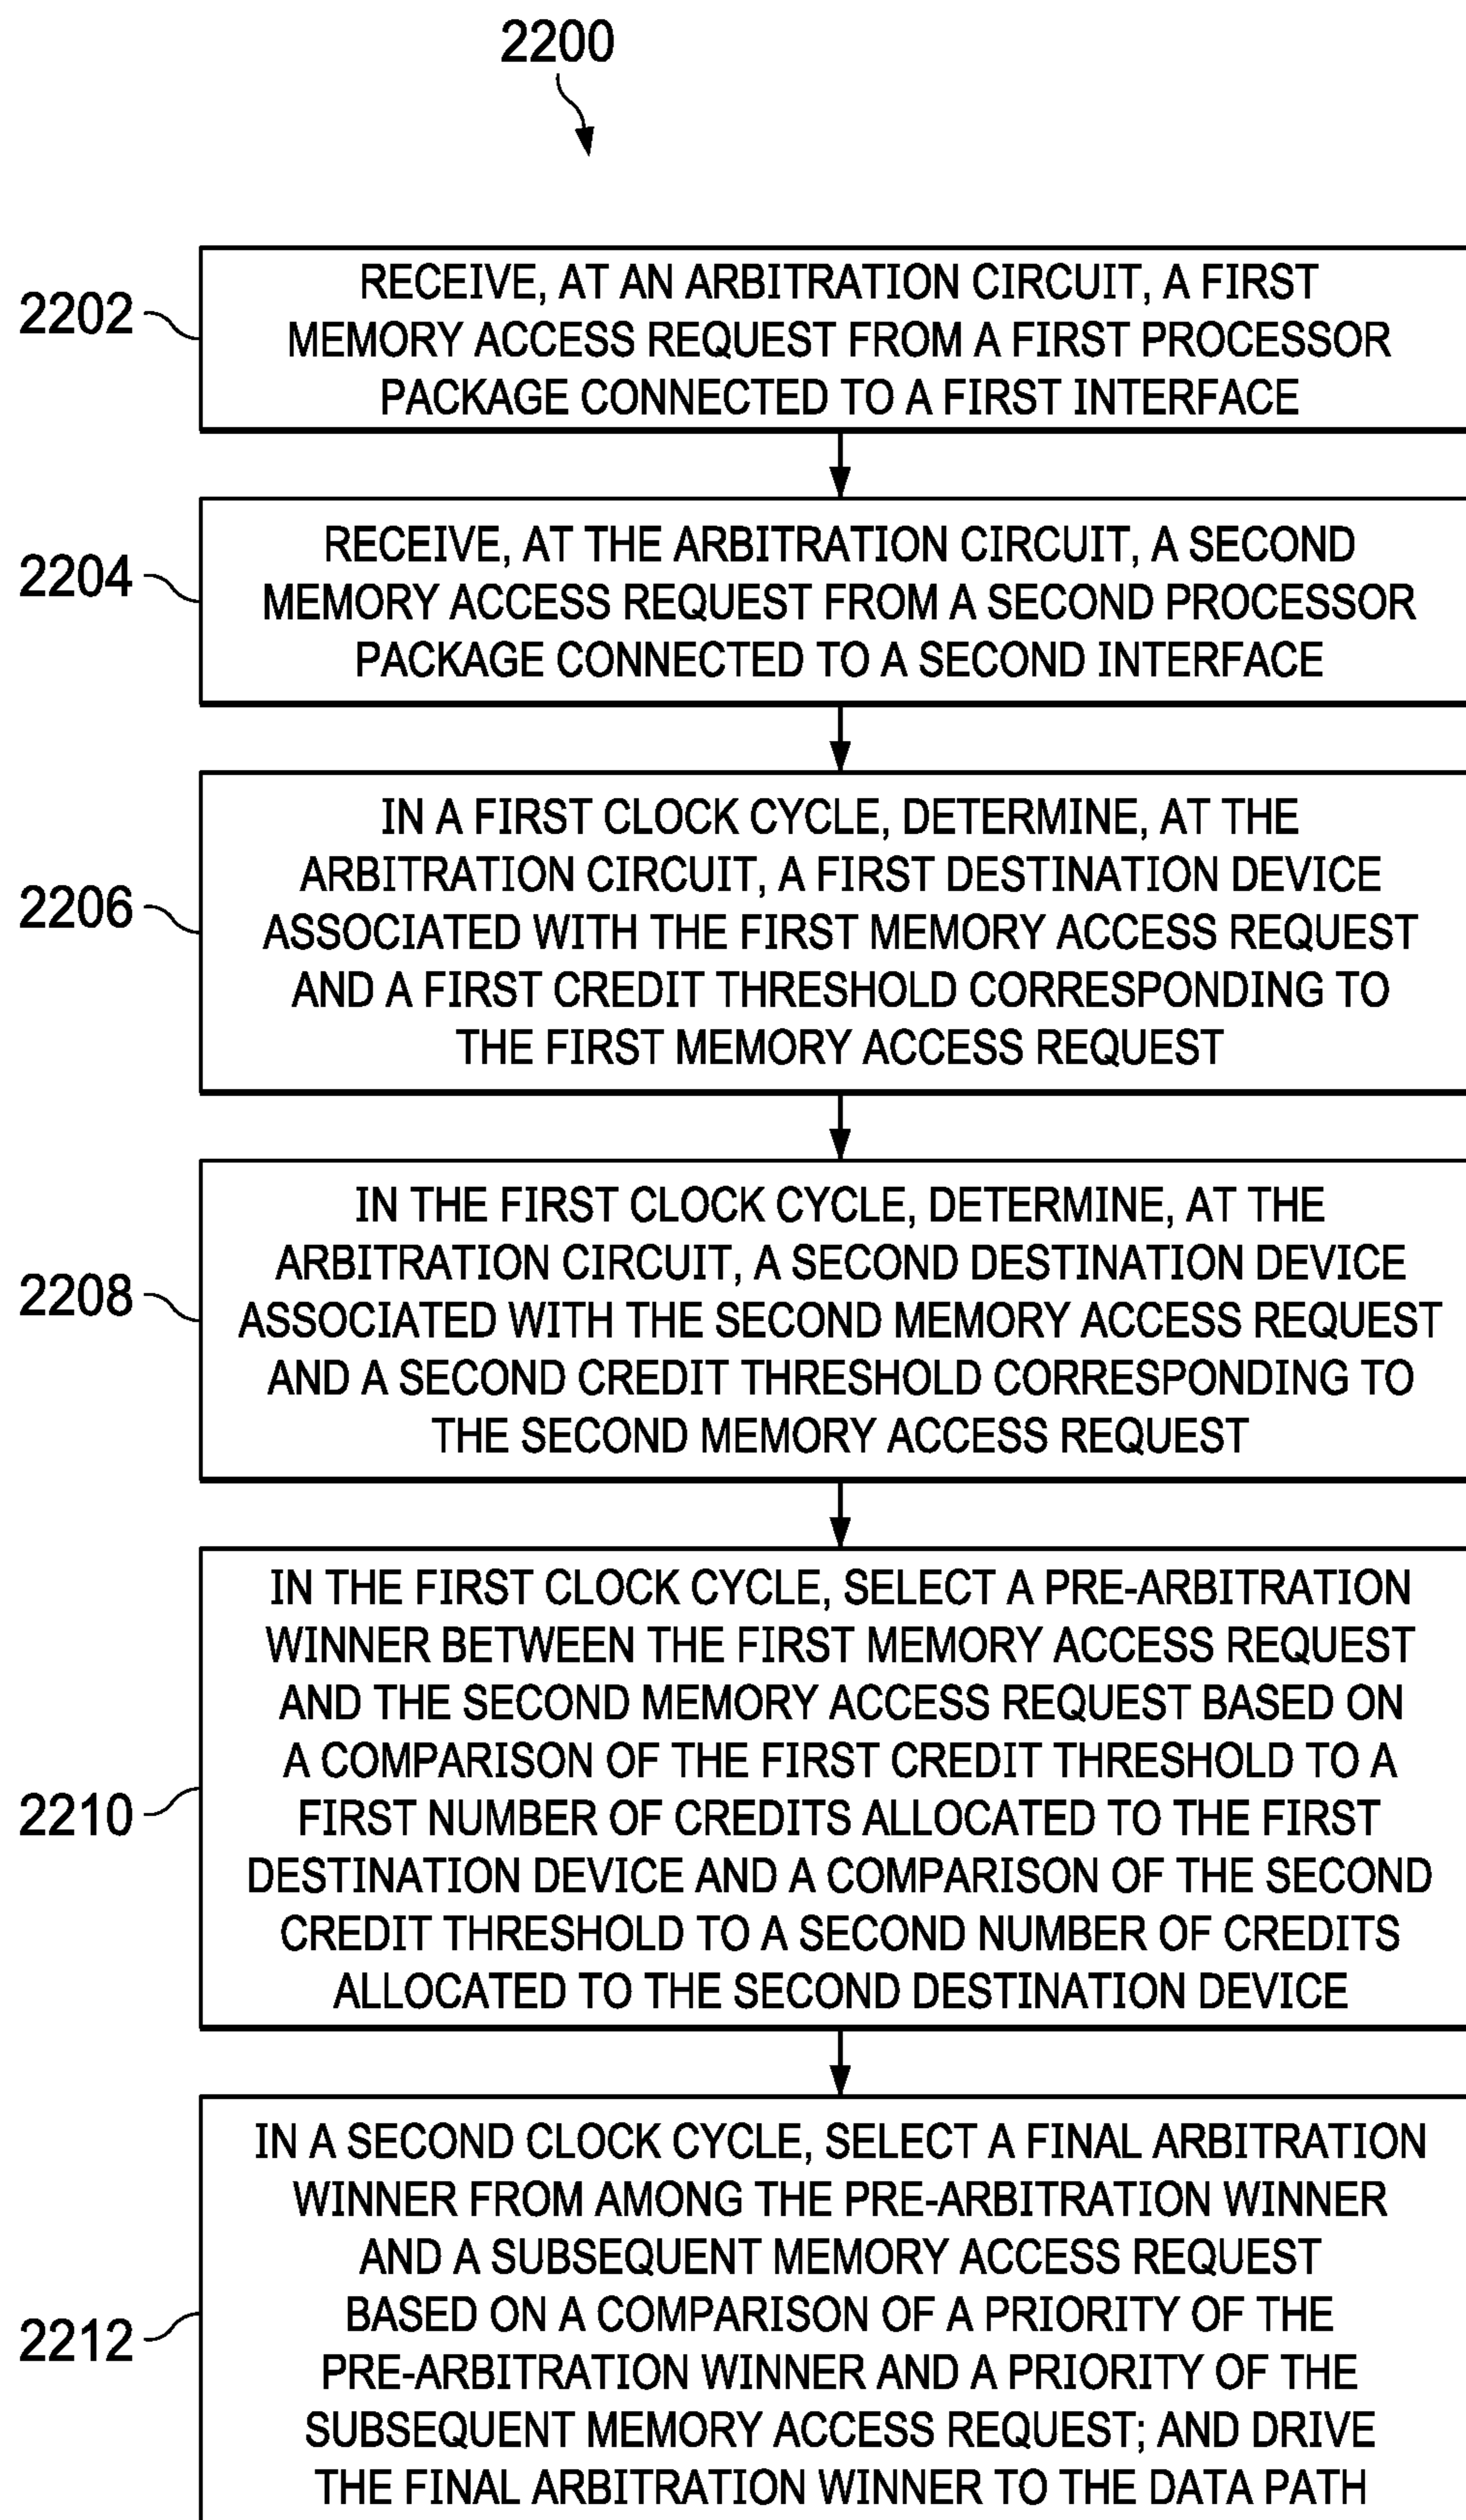 2200
2202
RECEIVE, AT AN ARBITRATION CIRCUIT, A FIRST
MEMORY ACCESS REQUEST FROM A FIRST PROCESSOR
PACKAGE CONNECTED TO A FIRST INTERFACE
2204
RECEIVE, AT THE ARBITRATION CIRCUIT, A SECOND
MEMORY ACCESS REQUEST FROM A SECOND PROCESSOR
PACKAGE CONNECTED TO A SECOND INTERFACE
2206
IN A FIRST CLOCK CYCLE, DETERMINE, AT THE
ARBITRATION CIRCUIT, A FIRST DESTINATION DEVICE
ASSOCIATED WITH THE FIRST MEMORY ACCESS REQUEST
AND A FIRST CREDIT THRESHOLD CORRESPONDING TO
THE FIRST MEMORY ACCESS REQUEST
2208
IN THE FIRST CLOCK CYCLE, DETERMINE, AT THE
ARBITRATION CIRCUIT, A SECOND DESTINATION DEVICE
ASSOCIATED WITH THE SECOND MEMORY ACCESS REQUEST
AND A SECOND CREDIT THRESHOLD CORRESPONDING TO
THE SECOND MEMORY ACCESS REQUEST
2210
IN THE FIRST CLOCK CYCLE, SELECT A PRE-ARBITRATION
WINNER BETWEEN THE FIRST MEMORY ACCESS REQUEST
AND THE SECOND MEMORY ACCESS REQUEST BASED ON
A COMPARISON OF THE FIRST CREDIT THRESHOLD TO A
FIRST NUMBER OF CREDITS ALLOCATED TO THE FIRST
DESTINATION DEVICE AND A COMPARISON OF THE SECOND
CREDIT THRESHOLD TO A SECOND NUMBER OF CREDITS
ALLOCATED TO THE SECOND DESTINATION DEVICE
2212
IN A SECOND CLOCK CYCLE, SELECT A FINAL ARBITRATION
WINNER FROM AMONG THE PRE-ARBITRATION WINNER
AND A SUBSEQUENT MEMORY ACCESS REQUEST
BASED ON A COMPARISON OF A PRIORITY OF THE
PRE-ARBITRATION WINNER AND A PRIORITY OF THE
SUBSEQUENT MEMORY ACCESS REQUEST; AND DRIVE
THE FINAL ARBITRATION WINNER TO THE DATA PATH